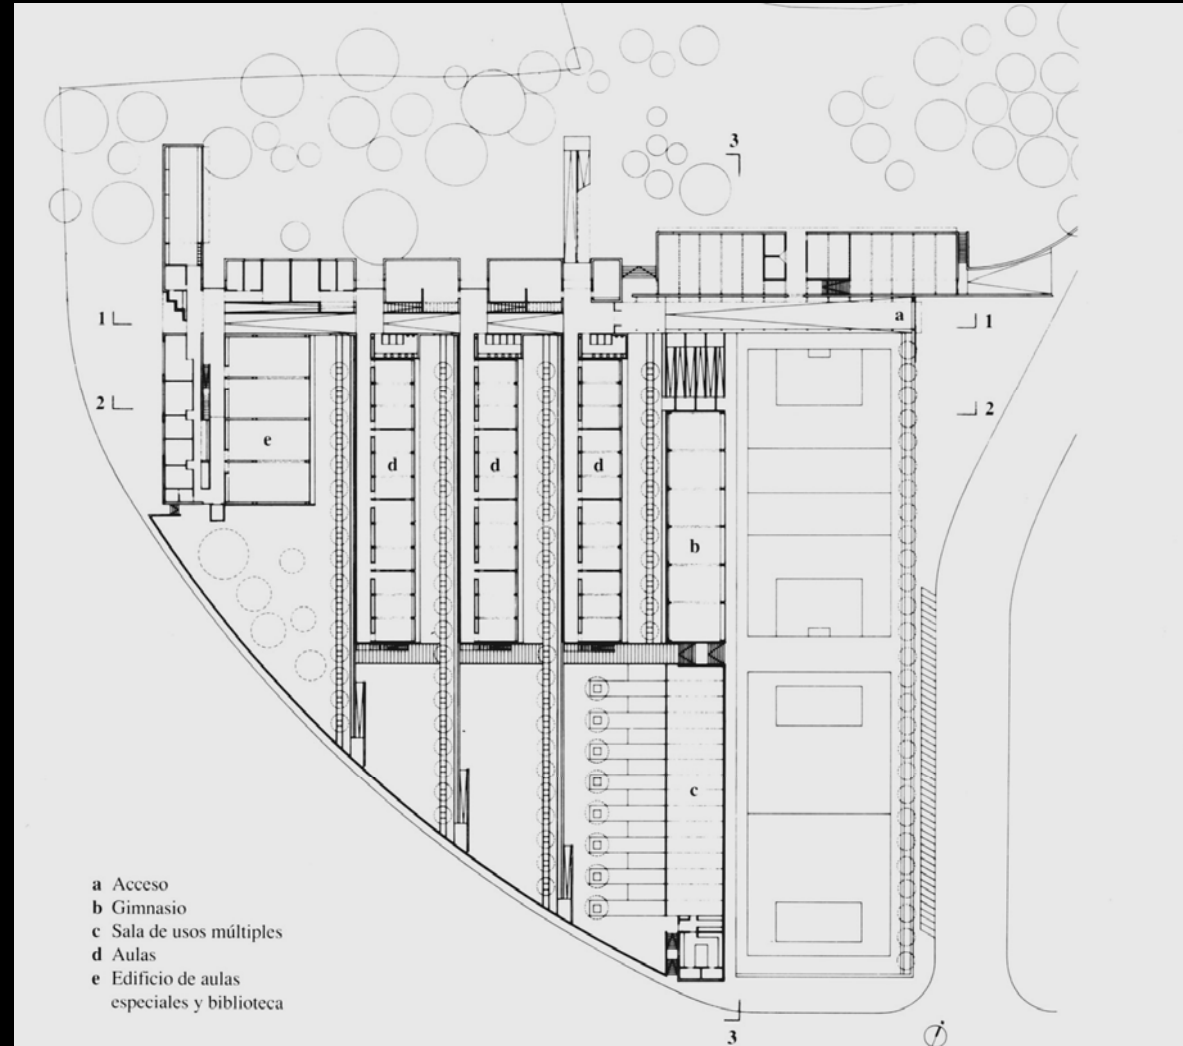 3
a
1
1
2
2
e
d
d
d
b
c
a Acceso
b Gimnasio
c Sala de usos múltiples
d Aulas
e Edificio de aulas
especiales y biblioteca
3